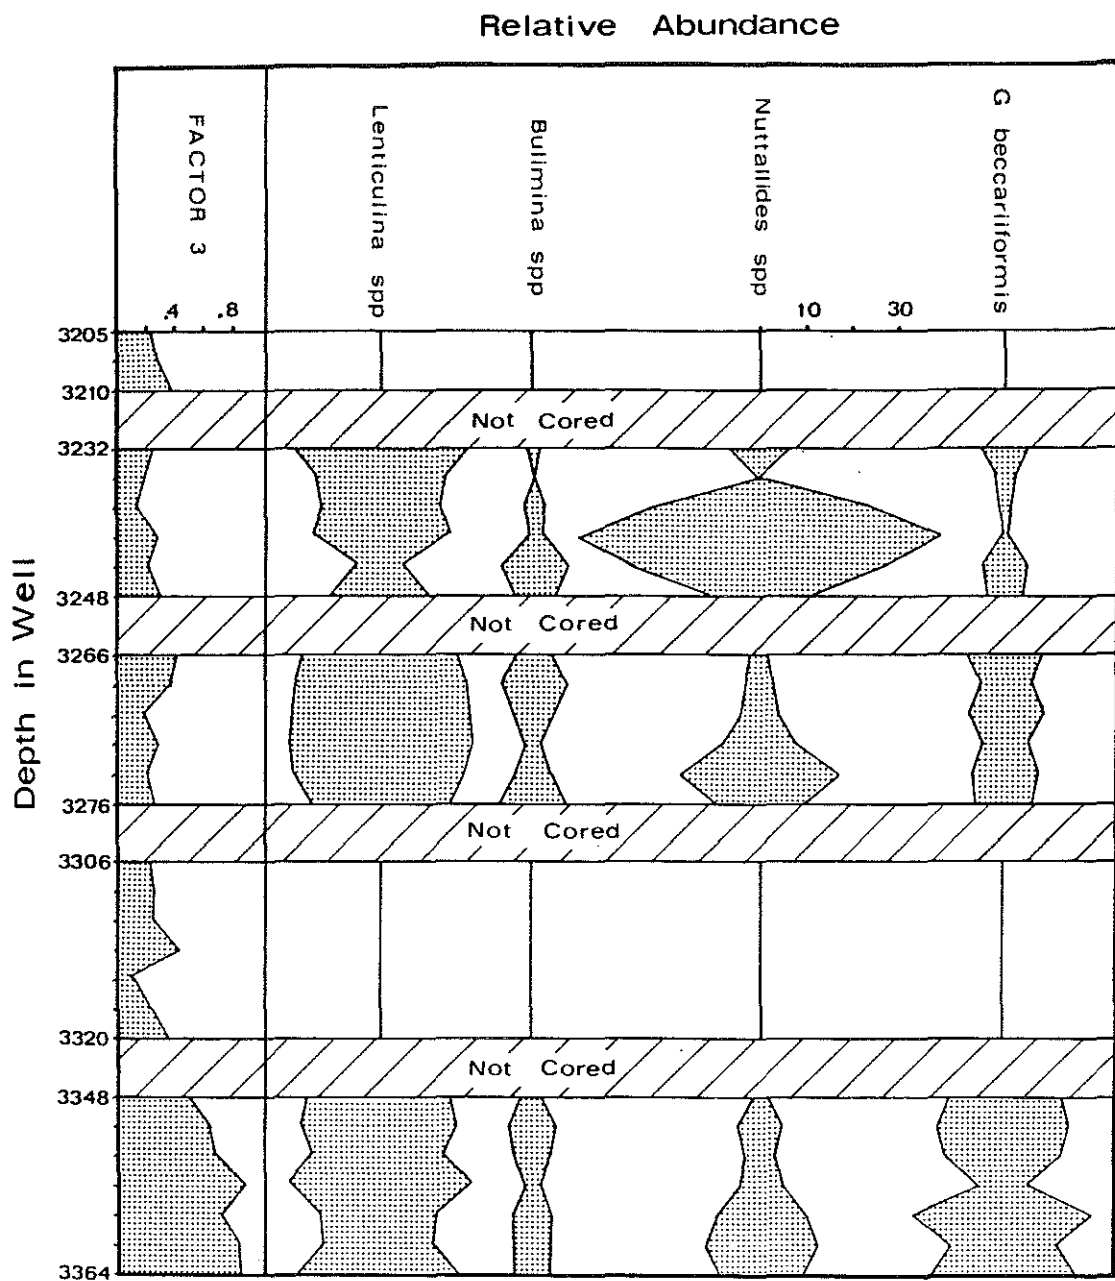 Relative Abundance
FACTOR 3
Lenticulina spp
Bulimina spp
Nuttallides spp
G beccariiformis
.4 .8
10 30
Depth in Well
3205
3210
Not Cored
3232
3248
Not Cored
3266
3276
Not Cored
3306
3320
Not Cored
3348
3364